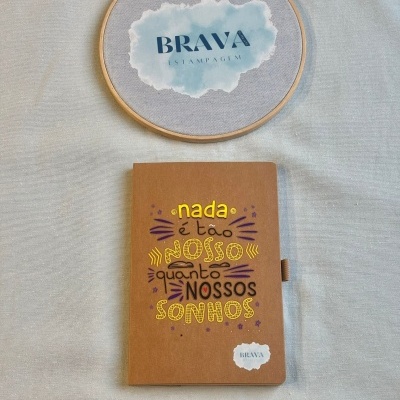 BRAVA
ESTAMPAGEM
nada
é tão
NOSSO
quanto
NOSSOS
SONHOS
BRAVA